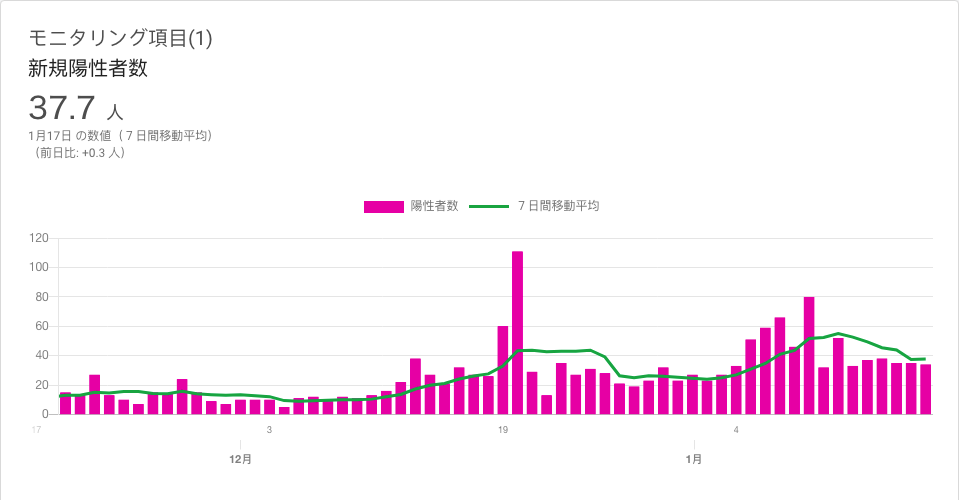 モニタリング項目(1)
新規陽性者数
37.7 人
1月17日 の数値（７日間移動平均）
（前日比: +0.3 人）
陽性者数 ７日間移動平均
120
100
80
60
40
20
0
17 3 19 4
12月 1月